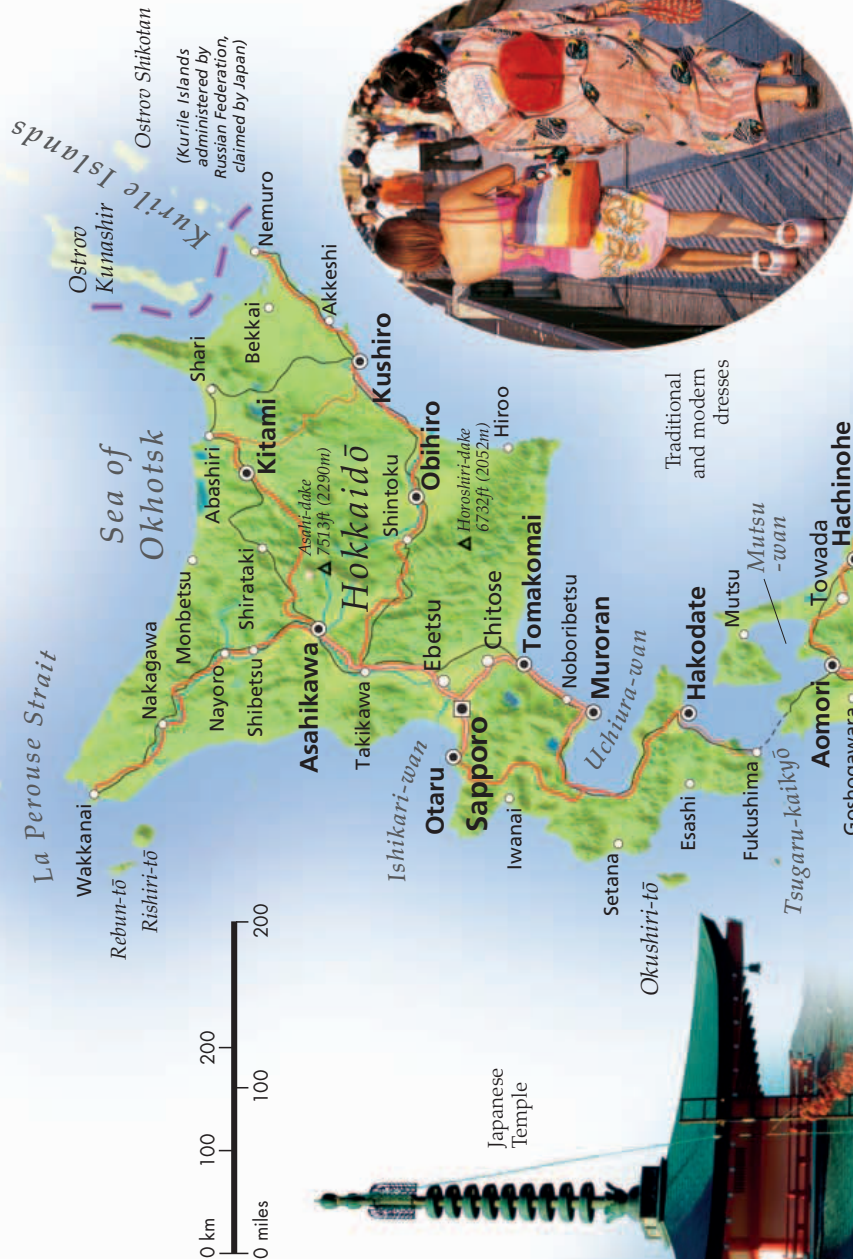 La Perouse Strait
Sea of
Okhotsk
Kurile Islands
Ostrov Shikotan
(Kurile Islands
administered by
Russian Federation,
claimed by Japan)
Ostrov
Kunashir
Wakkanai
Rebun-tō
Rishiri-tō
Nakagawa
Monbetsu
Nayoro
Shibetsu
Shirataki
Abashiri
Shari
Kitami
Bekkai
Nemuro
Akkeshi
Kushiro
Asahi-dake
7513ft (2290m)
Hokkaidō
Asahikawa
Takikawa
Shintoku
Obihiro
Horoshiri-dake
6732ft (2052m)
Hiroo
Ishikari-wan
Otaru
Sapporo
Ebetsu
Chitose
Tomakomai
Iwanai
Noboribetsu
Muroran
Uchiura-wan
Setana
Okushiri-tō
Esashi
Hakodate
Fukushima
Tsugaru-kaikyō
Mutsu
Mutsu
-wan
Aomori
Towada
Hachinohe
Goshogawara
Traditional
and modern
dresses
0 km 100 200
0 miles 100 200
Japanese
Temple